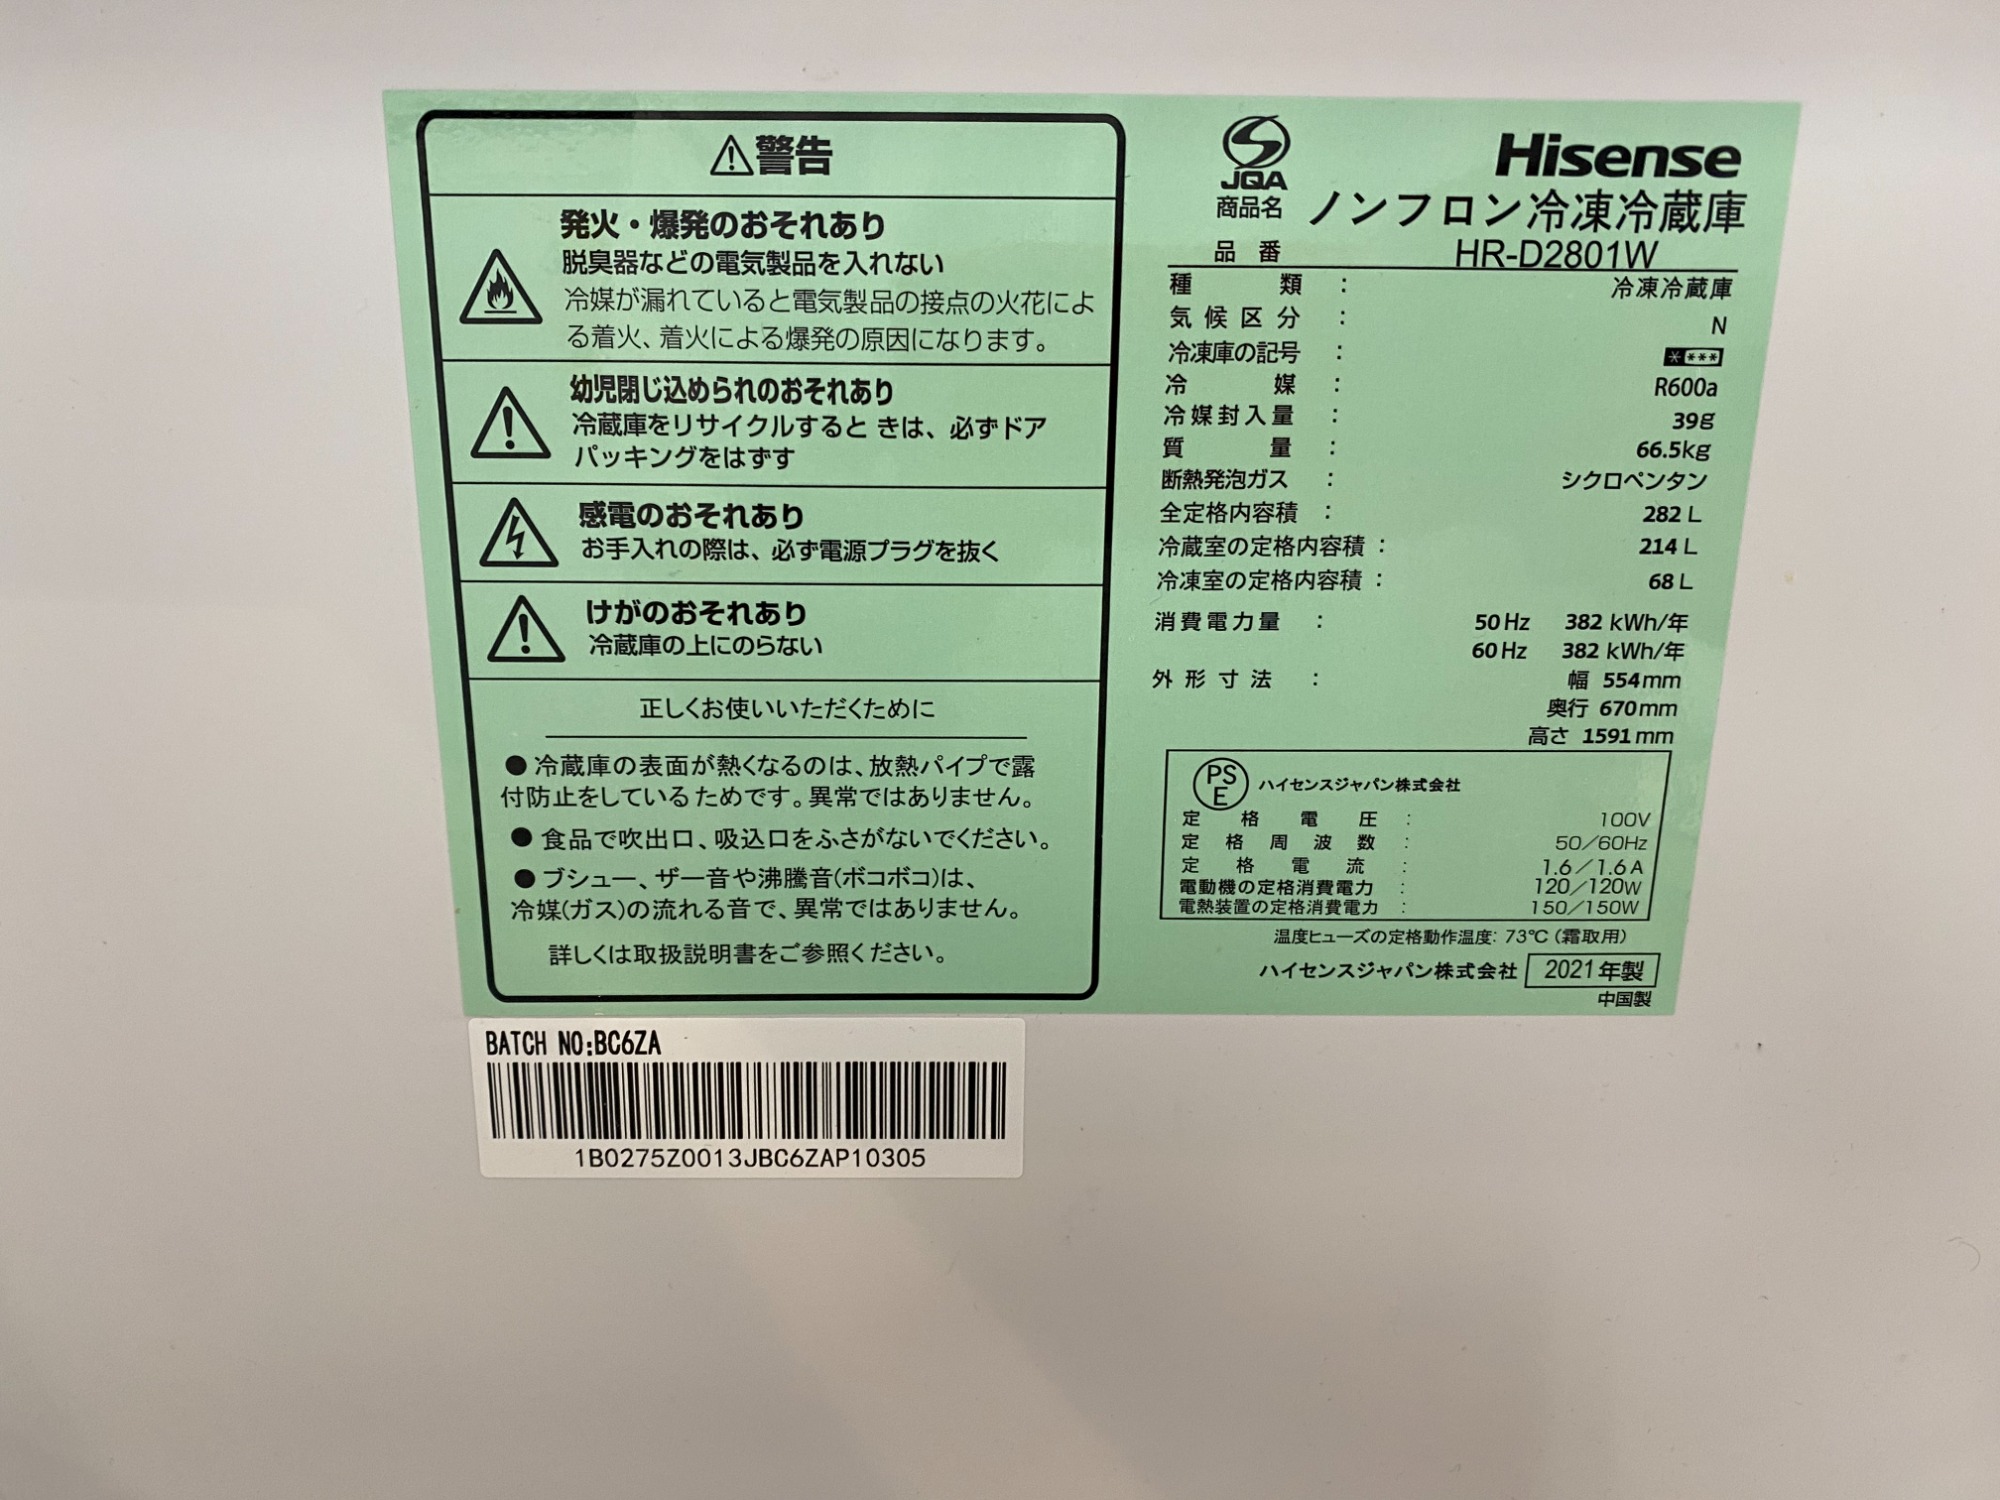 警告
発火・爆発のおそれあり
脱臭器などの電気製品を入れない
冷媒が漏れていると電気製品の接点の火花によ
る着火、着火による爆発の原因になります。
幼児閉じ込められのおそれあり
冷蔵庫をリサイクルすると きは、必ずドア
パッキングをはずす
感電のおそれあり
お手入れの際は、必ず電源プラグを抜く
けがのおそれあり
冷蔵庫の上にのらない
正しくお使いいただくために
●冷蔵庫の表面が熱くなるのは、放熱パイプで露
付防止をしているためです。異常ではありません。
●食品で吹出口、吸込口をふさがないでください。
●ブシュー、ザー音や沸騰音(ボコボコ)は、
冷媒(ガス)の流れる音で、異常ではありません。
詳しくは取扱説明書をご参照ください。
JQA
Hisense
商品名 ノンフロン冷凍冷蔵庫
品番 HR-D2801W
種類: 冷凍冷蔵庫
気候区分: N
冷凍庫の記号: * ***
冷媒: R600a
冷媒封入量: 39g
質量: 66.5kg
断熱発泡ガス: シクロペンタン
全定格内容積: 282 L
冷蔵室の定格内容積: 214 L
冷凍室の定格内容積: 68 L
消費電力量: 50 Hz 382 kWh/年
60 Hz 382 kWh/年
外形寸法: 幅 554mm
奥行 670mm
高さ 1591mm
PS
E
ハイセンスジャパン株式会社
定格電圧: 100V
定格周波数: 50/60Hz
定格電流: 1.6/1.6A
電動機の定格消費電力: 120/120W
電熱装置の定格消費電力: 150/150W
温度ヒューズの定格動作温度: 73℃ (霜取用)
ハイセンスジャパン株式会社 2021年製
中国製
BATCH NO:BC6ZA
1B0275Z0013JBC6ZAP10305